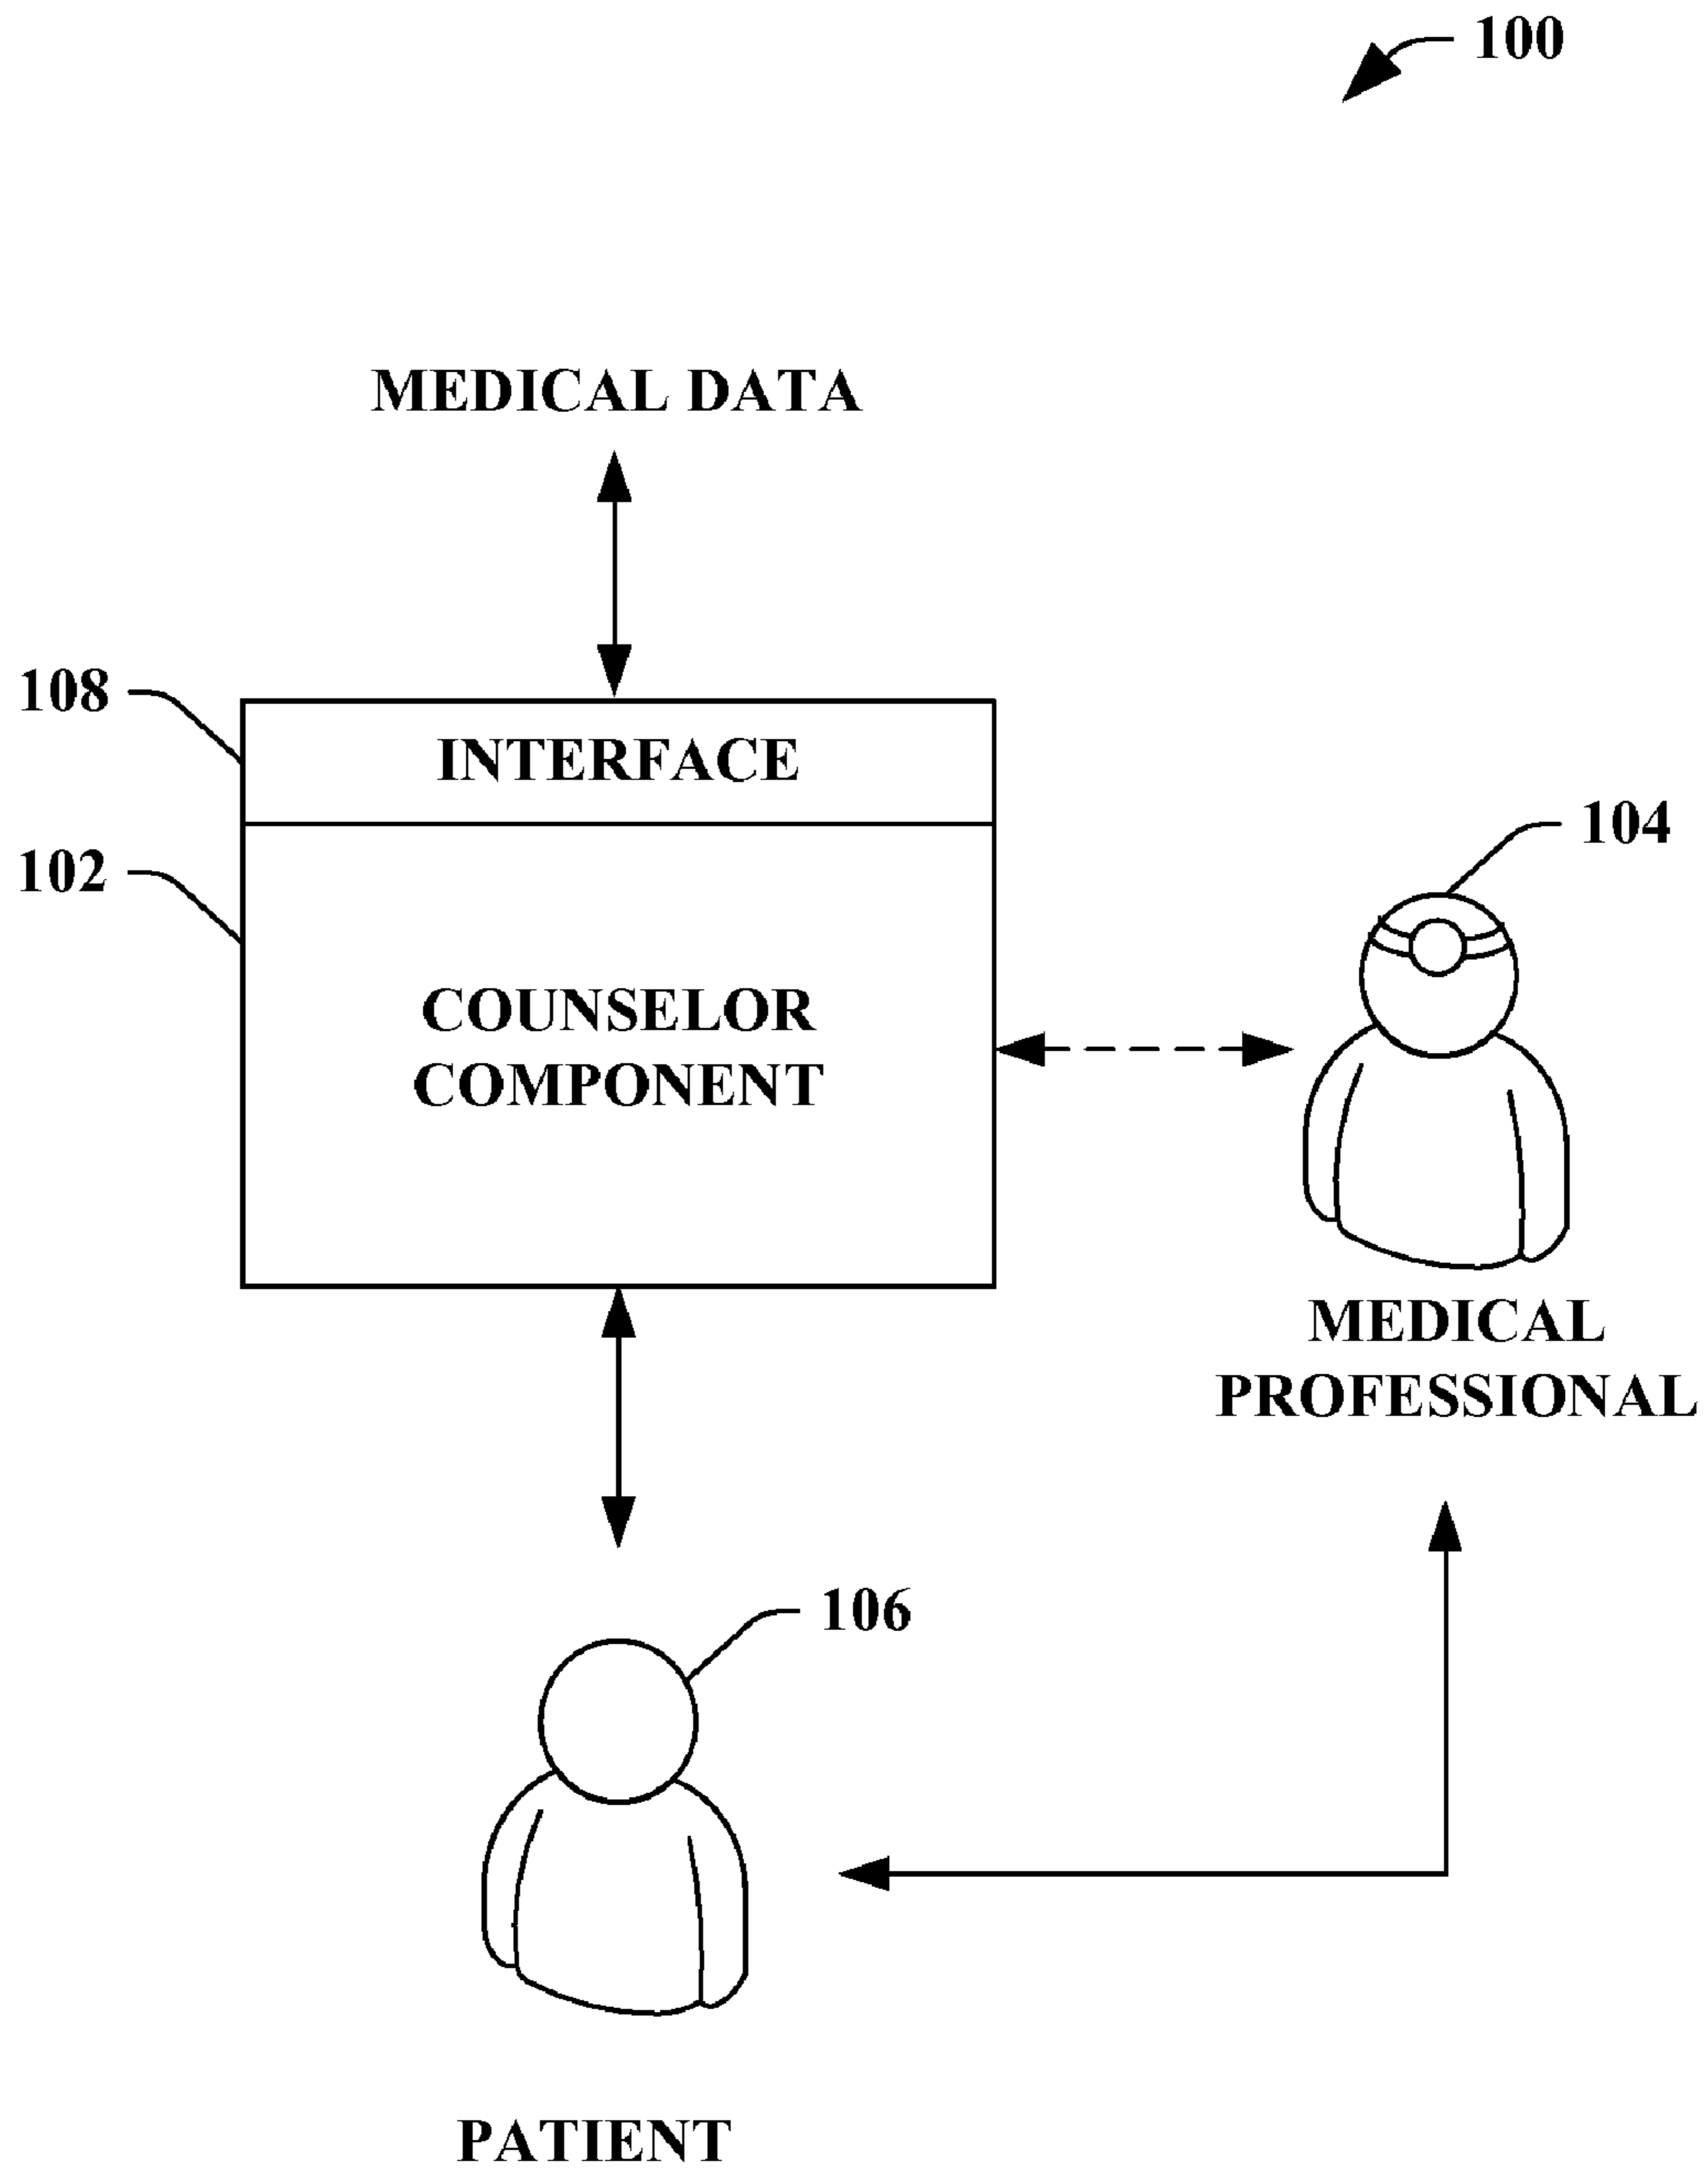 100
MEDICAL DATA
108
INTERFACE
104
102
COUNSELOR
COMPONENT
MEDICAL
PROFESSIONAL
106
PATIENT